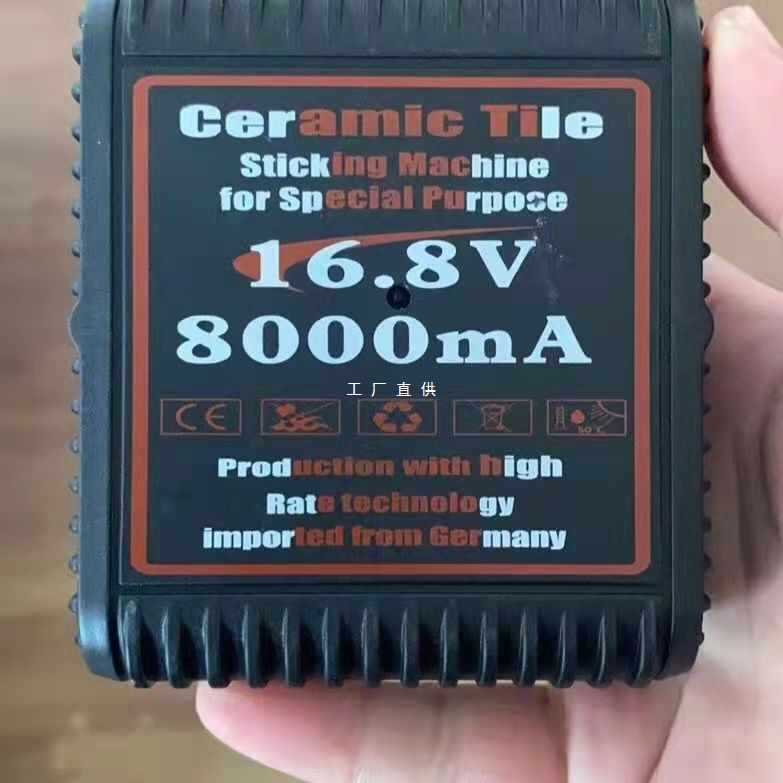 Ceramic Tile
Sticking Machine
for Special Purpose
16.8V
8000mA
工厂直供
CE
50℃
Production with high
Rate technology
imported from Germany